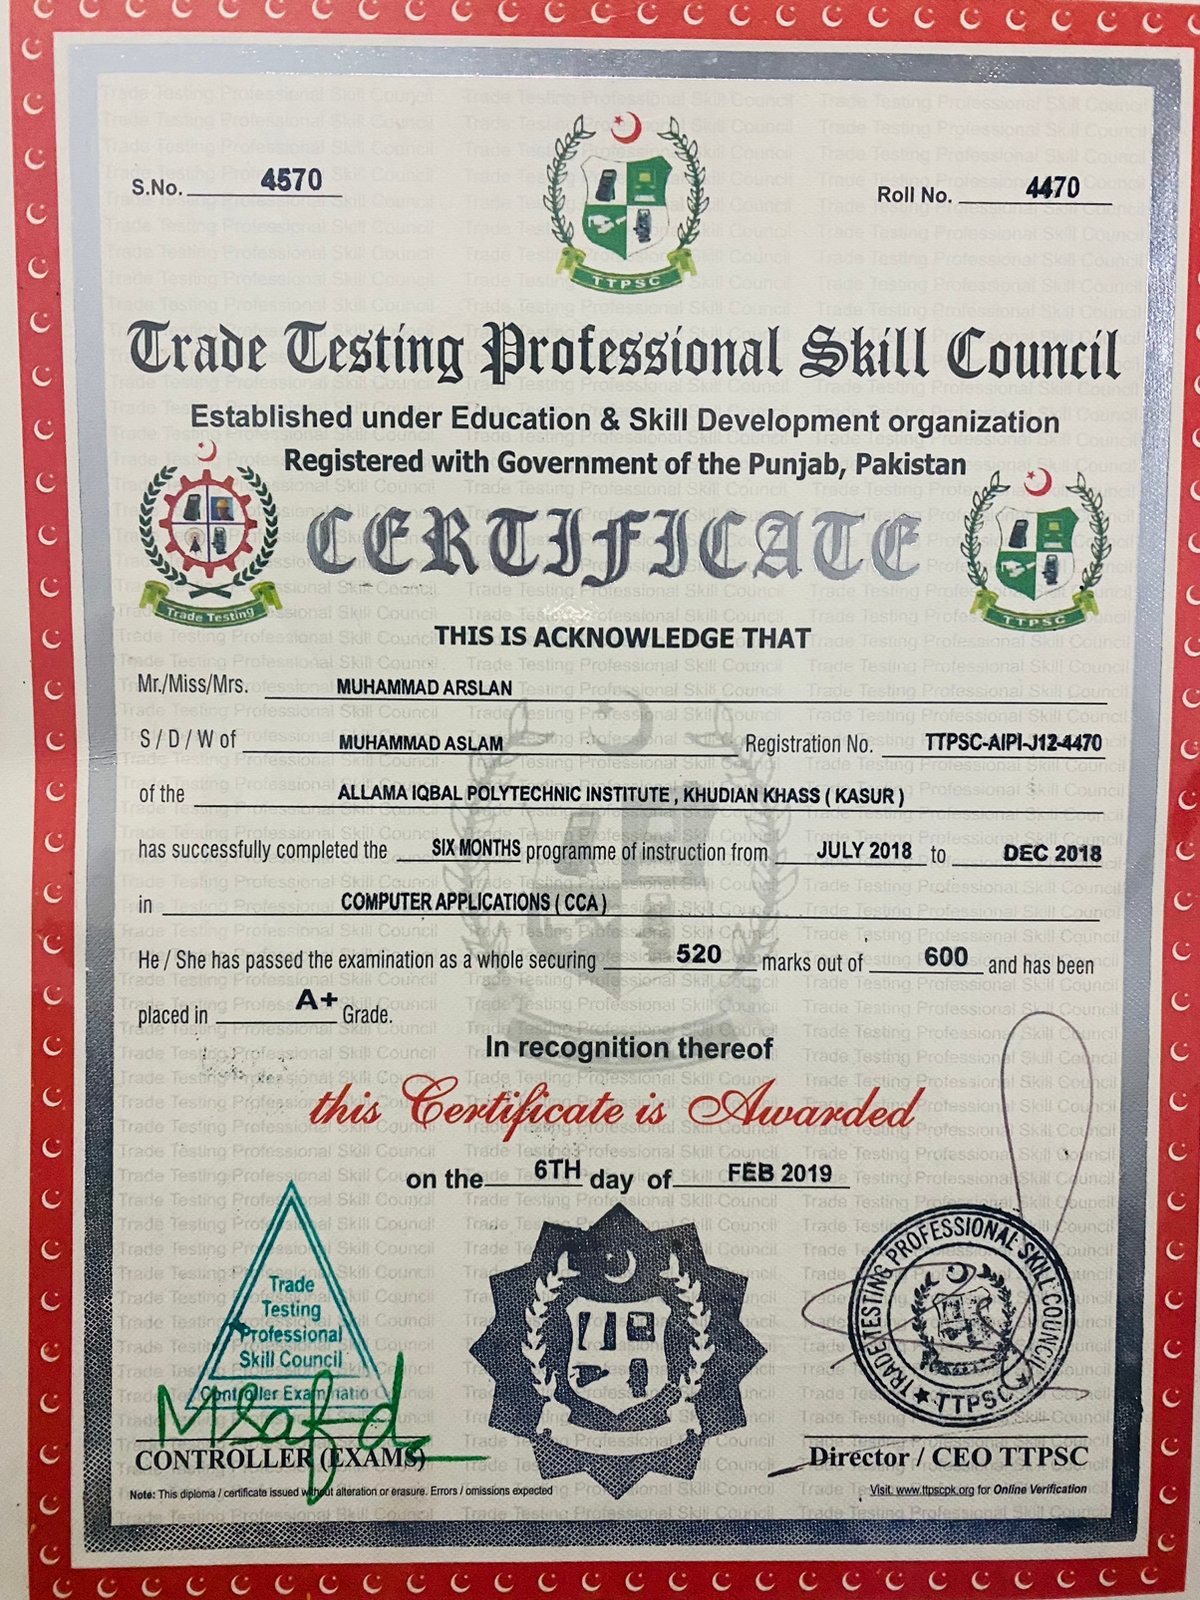 S.No. 4570
Roll No. 4470
TTPSC
Trade Testing Professional Skill Council
Established under Education & Skill Development organization
Registered with Government of the Punjab, Pakistan
Trade Testing
CERTIFICATE
TTPSC
THIS IS ACKNOWLEDGE THAT
Mr./Miss/Mrs. MUHAMMAD ARSLAN
S / D / W of MUHAMMAD ASLAM Registration No. TTPSC-AIPI-J12-4470
of the ALLAMA IQBAL POLYTECHNIC INSTITUTE , KHUDIAN KHASS ( KASUR )
has successfully completed the SIX MONTHS programme of instruction from JULY 2018 to DEC 2018
in COMPUTER APPLICATIONS ( CCA )
He / She has passed the examination as a whole securing 520 marks out of 600 and has been
placed in A+ Grade.
In recognition thereof
this Certificate is Awarded
on the 6TH day of FEB 2019
Trade
Testing
Professional
Skill Council
Controller Examinatio
TRADE TESTING PROFESSIONAL SKILL COUNCIL
★ TTPSC ★
CONTROLLER (EXAMS)
Director / CEO TTPSC
Note: This diploma / certificate issued without alteration or erasure. Errors / omissions expected
Visit. www.ttpscpk.org for Online Verification